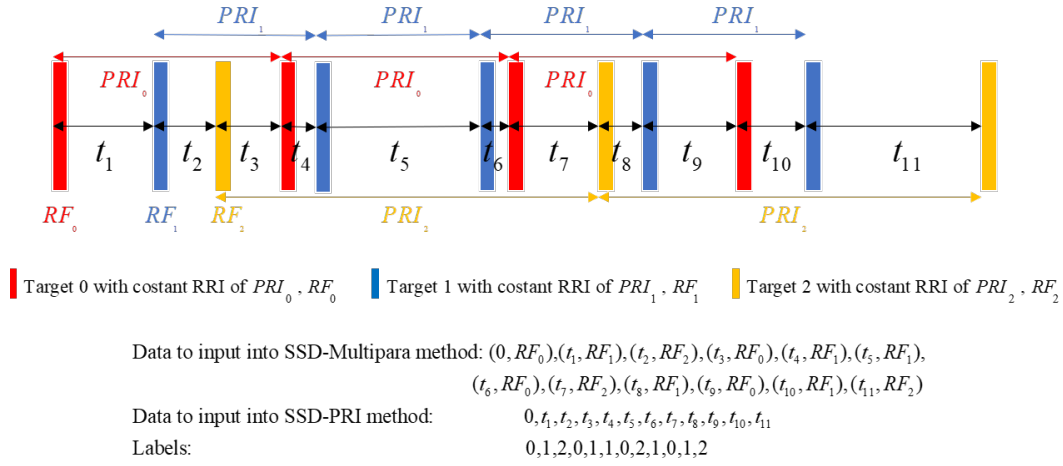 PRI₁ PRI₁ PRI₁ PRI₁
PRI₀ PRI₀ PRI₀
t₁ t₂ t₃ t₄ t₅ t₆ t₇ t₈ t₉ t₁₀ t₁₁
RF₀ RF₁ RF₂ PRI₂ PRI₂
Target 0 with costant RRI of PRI₀ , RF₀ Target 1 with costant RRI of PRI₁ , RF₁ Target 2 with costant RRI of PRI₂ , RF₂
Data to input into SSD-Multipara method: (0, RF₀),(t₁, RF₁),(t₂, RF₂),(t₃, RF₀),(t₄, RF₁),(t₅, RF₁),
(t₆, RF₀),(t₇, RF₂),(t₈, RF₁),(t₉, RF₀),(t₁₀, RF₁),(t₁₁, RF₂)
Data to input into SSD-PRI method: 0,t₁,t₂,t₃,t₄,t₅,t₆,t₇,t₈,t₉,t₁₀,t₁₁
Labels: 0,1,2,0,1,1,0,2,1,0,1,2